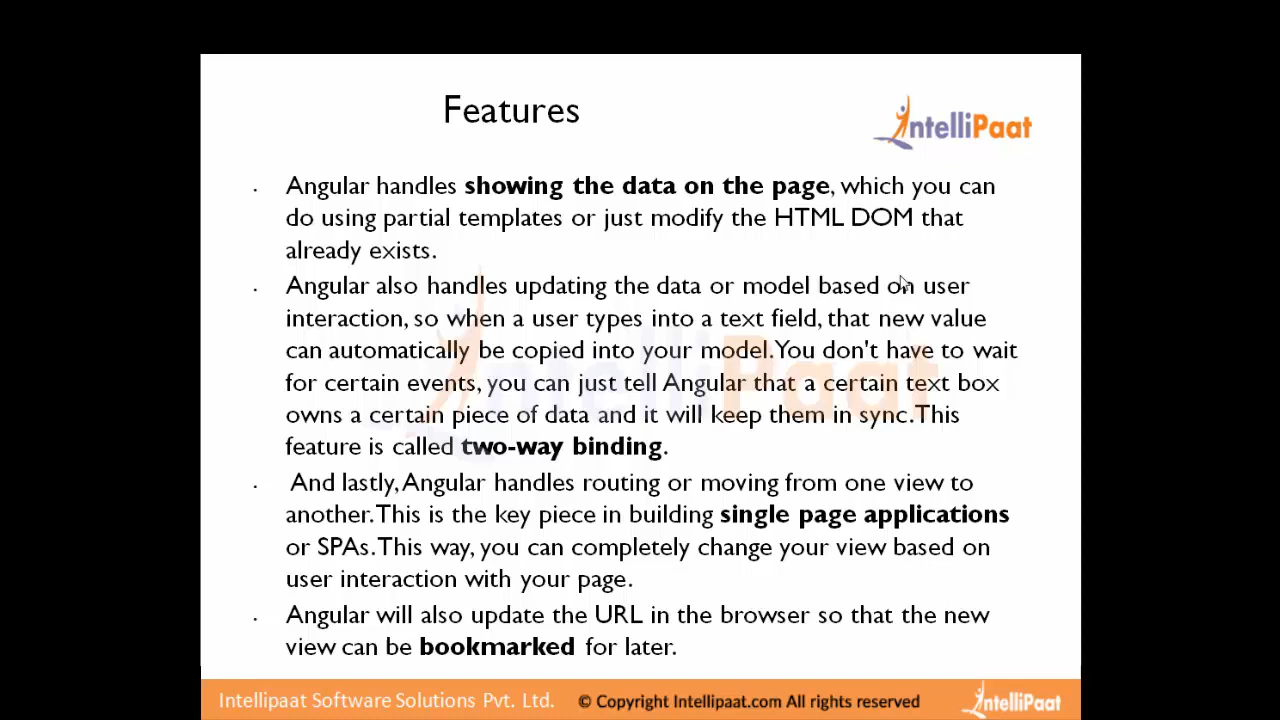 Features
IntelliPaat
· Angular handles showing the data on the page, which you can
do using partial templates or just modify the HTML DOM that
already exists.
· Angular also handles updating the data or model based on user
interaction, so when a user types into a text field, that new value
can automatically be copied into your model. You don't have to wait
for certain events, you can just tell Angular that a certain text box
owns a certain piece of data and it will keep them in sync. This
feature is called two-way binding.
· And lastly, Angular handles routing or moving from one view to
another. This is the key piece in building single page applications
or SPAs. This way, you can completely change your view based on
user interaction with your page.
· Angular will also update the URL in the browser so that the new
view can be bookmarked for later.
IntelliPaat
Intellipaat Software Solutions Pvt. Ltd. © Copyright Intellipaat.com All rights reserved IntelliPaat